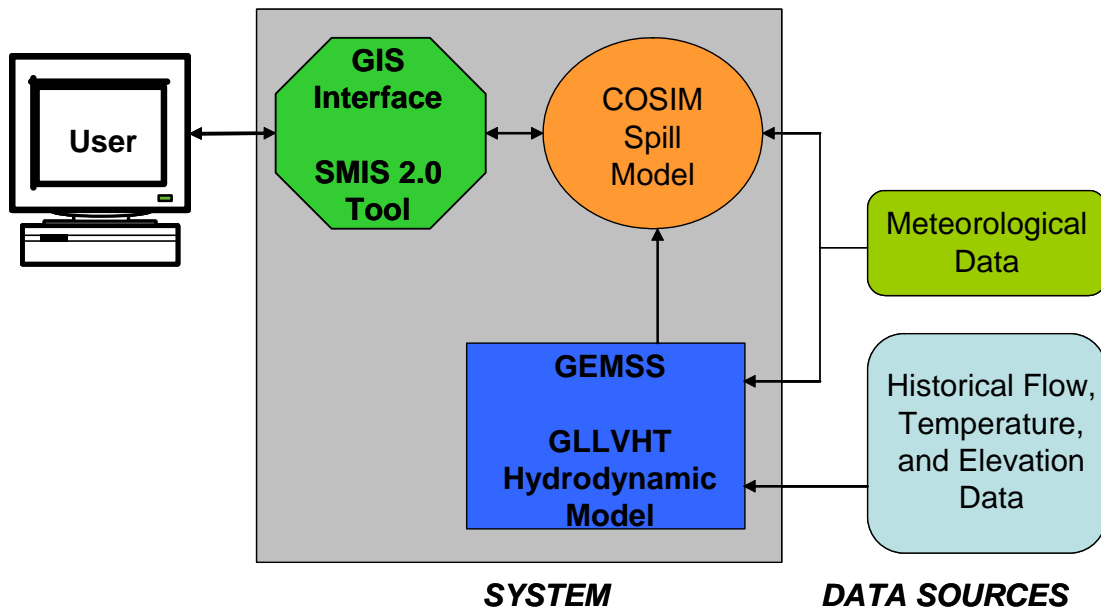 User
GIS
Interface
SMIS 2.0
Tool
COSIM
Spill
Model
Meteorological
Data
GEMSS
GLLVHT
Hydrodynamic
Model
Historical Flow,
Temperature,
and Elevation
Data
SYSTEM
DATA SOURCES